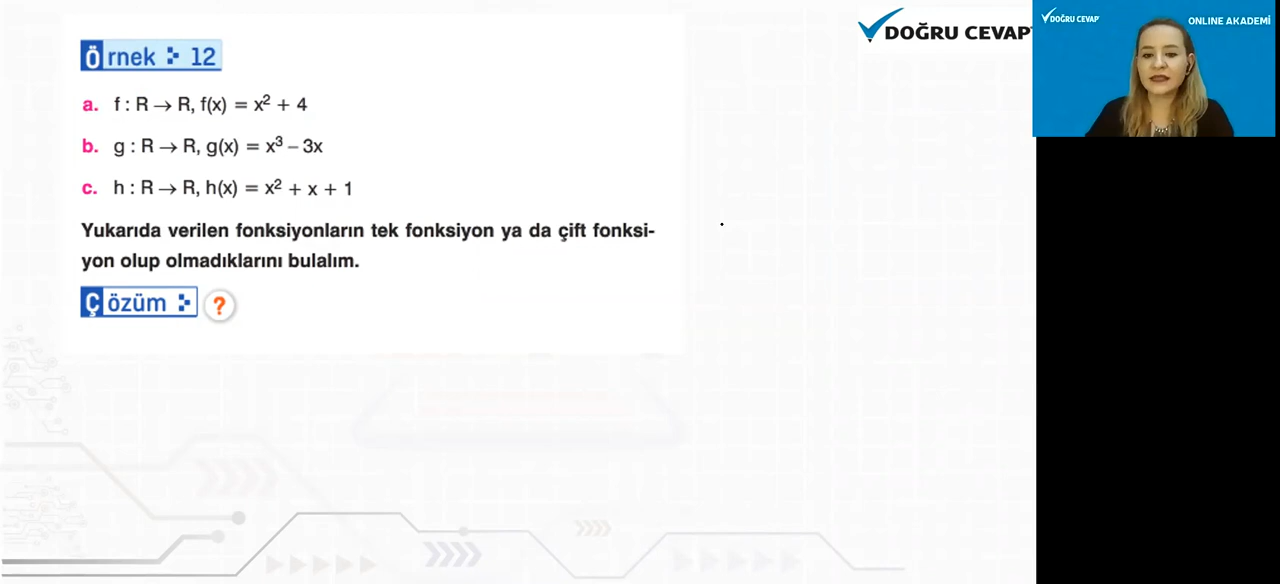 Örnek 12
a. f : R → R, f(x) = x² + 4
b. g : R → R, g(x) = x³ – 3x
c. h : R → R, h(x) = x² + x + 1
Yukarıda verilen fonksiyonların tek fonksiyon ya da çift fonksi-
yon olup olmadıklarını bulalım.
Çözüm ?
DOĞRU CEVAP
DOĞRU CEVAP
ONLINE AKADEMİ